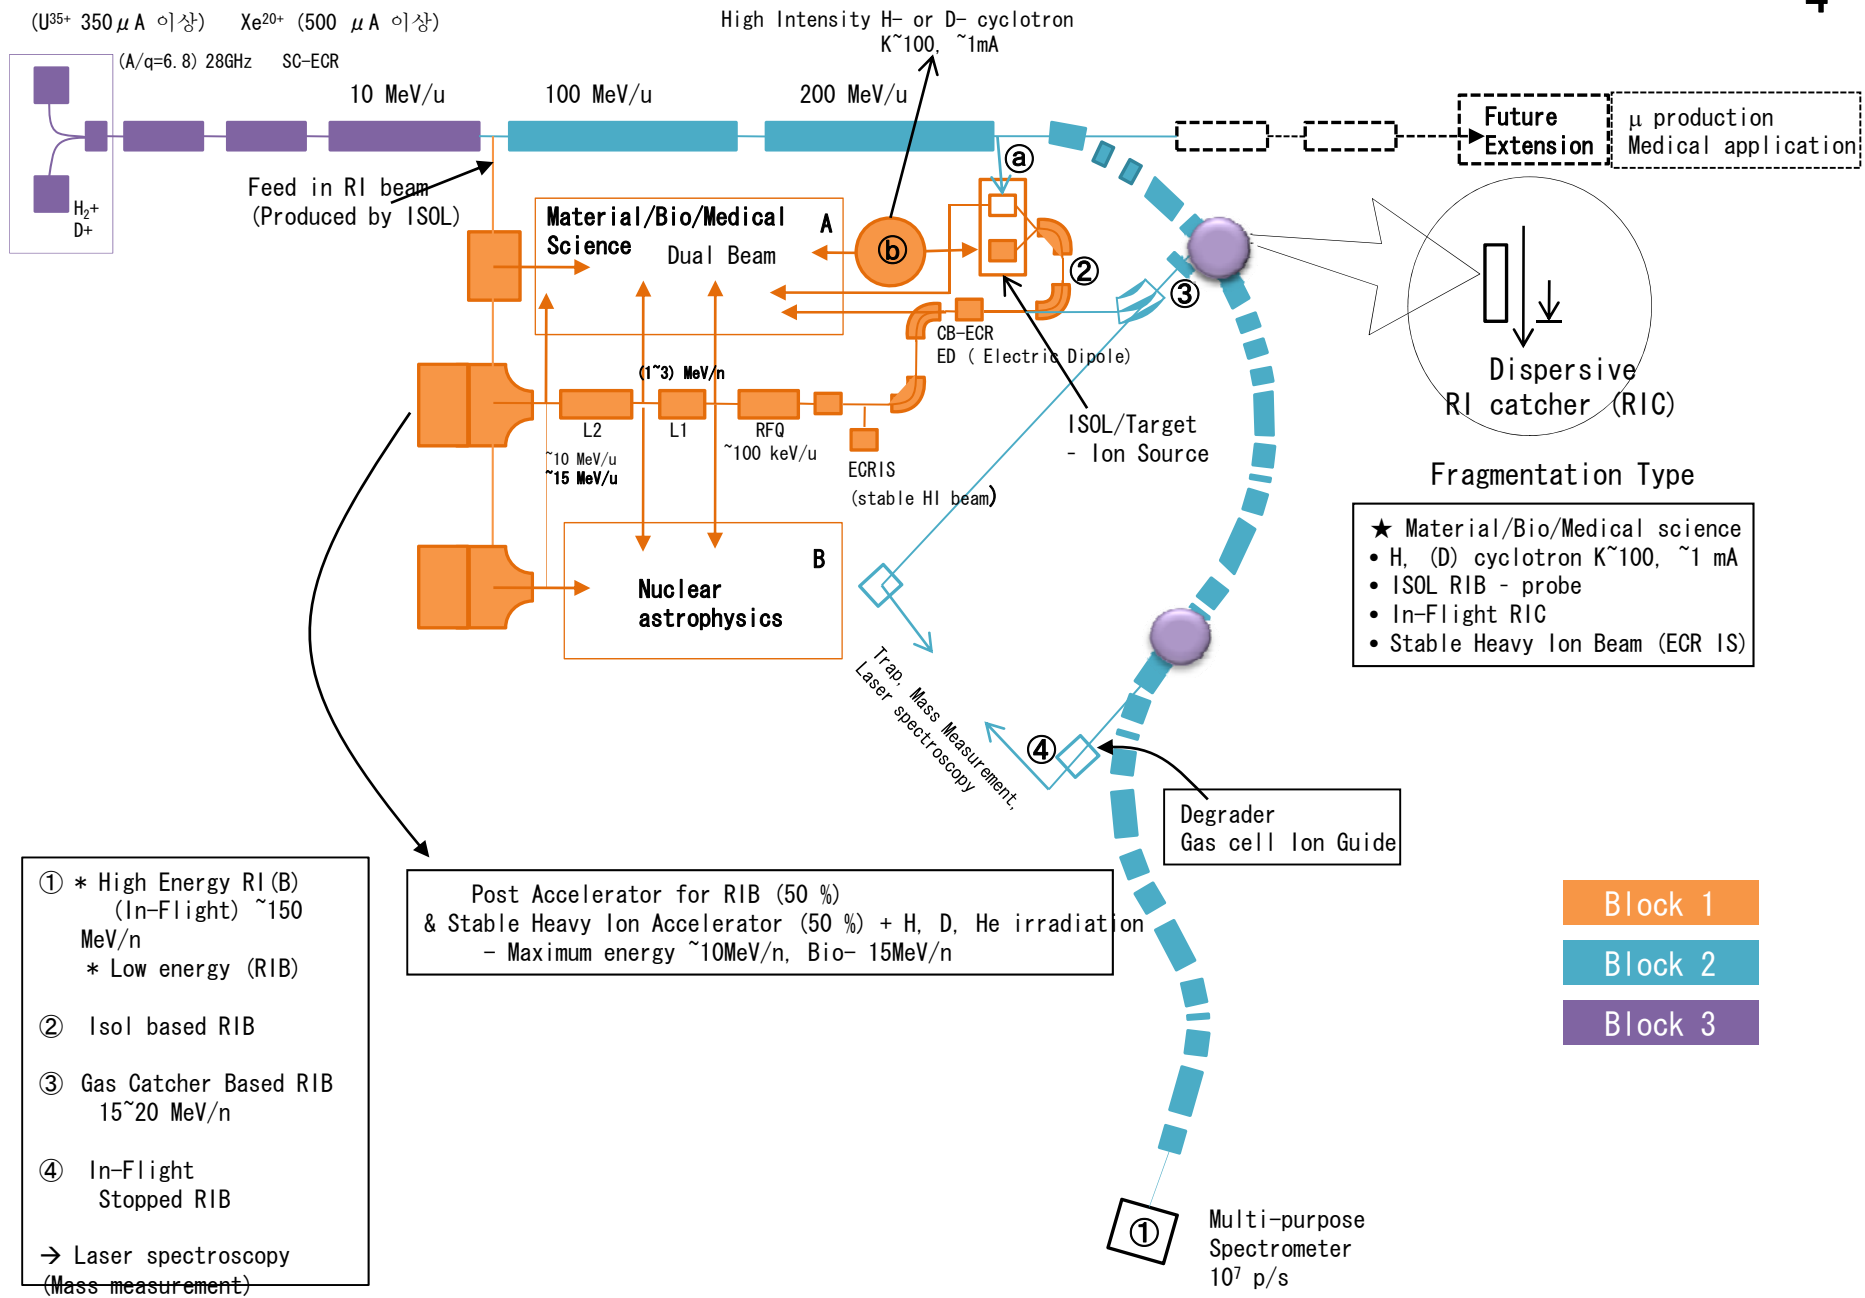 4
(U35+ 350μA 이상) Xe20+ (500 μA 이상)
(A/q=6.8) 28GHz SC-ECR
High Intensity H- or D- cyclotron
K~100, ~1mA
10 MeV/u
100 MeV/u
200 MeV/u
H2+
D+
Future
Extension
μ production
Medical application
Feed in RI beam
(Produced by ISOL)
Material/Bio/Medical
Science
A
Dual Beam
ⓑ
ⓐ
②
③
CB-ECR
ED ( Electric Dipole)
Dispersive
RI catcher (RIC)
(1~3) MeV/n
L2
L1
RFQ
~100 keV/u
~10 MeV/u
~15 MeV/u
ECRIS
(stable HI beam)
ISOL/Target
- Ion Source
Fragmentation Type
★ Material/Bio/Medical science
• H, (D) cyclotron K~100, ~1 mA
• ISOL RIB - probe
• In-Flight RIC
• Stable Heavy Ion Beam (ECR IS)
B
Nuclear
astrophysics
Trap, Mass Measurement,
Laser spectroscopy
④
Degrader
Gas cell Ion Guide
① * High Energy RI(B)
(In-Flight) ~150
MeV/n
* Low energy (RIB)
② Isol based RIB
③ Gas Catcher Based RIB
15~20 MeV/n
④ In-Flight
Stopped RIB
→ Laser spectroscopy
(Mass measurement)
Post Accelerator for RIB (50 %)
& Stable Heavy Ion Accelerator (50 %) + H, D, He irradiation
- Maximum energy ~10MeV/n, Bio- 15MeV/n
Block 1
Block 2
Block 3
①
Multi-purpose
Spectrometer
10⁷ p/s